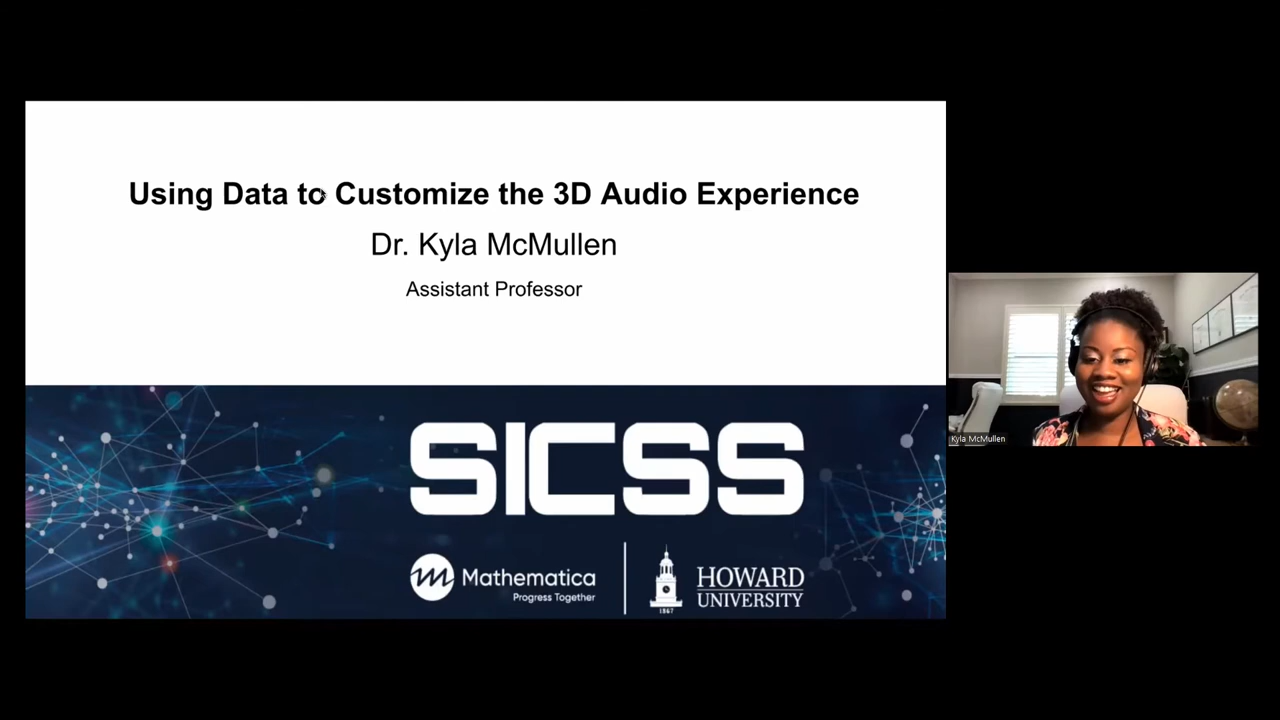 Using Data to Customize the 3D Audio Experience
Dr. Kyla McMullen
Assistant Professor
SICSS
Mathematica
Progress Together
HOWARD
UNIVERSITY
1867
Kyla McMullen